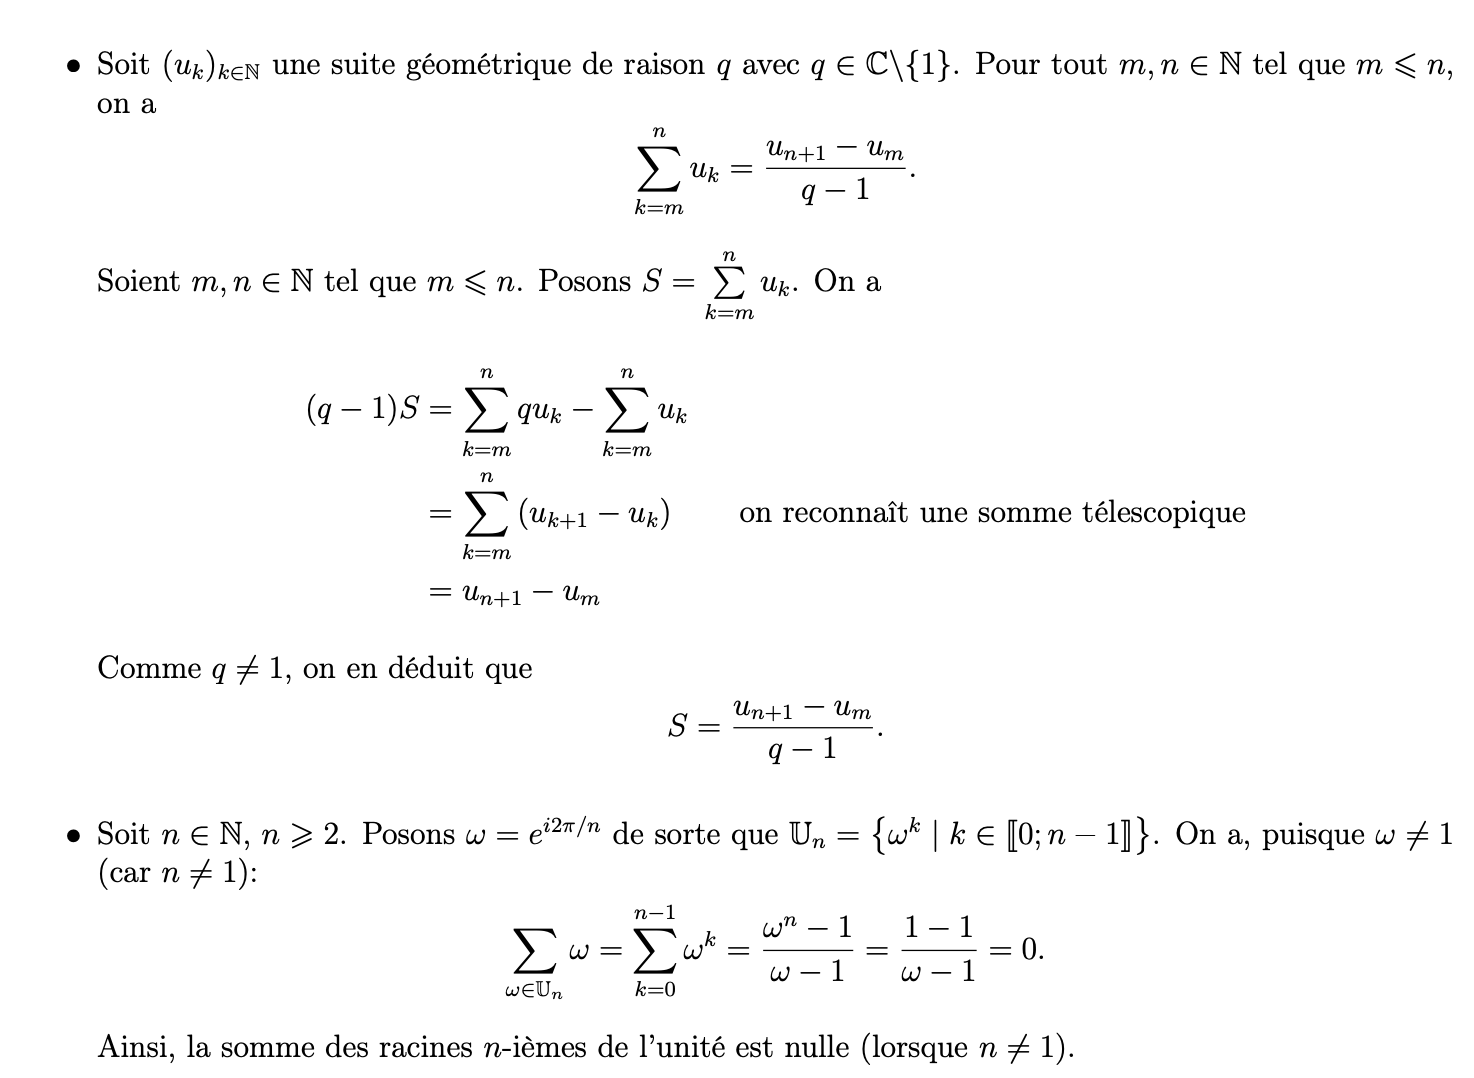 • Soit $(u_k)_{k\in\mathbb{N}}$ une suite géométrique de raison $q$ avec $q \in \mathbb{C}\backslash\{1\}$. Pour tout $m, n \in \mathbb{N}$ tel que $m \leqslant n$,
on a
$$\sum_{k=m}^{n} u_k = \frac{u_{n+1} - u_m}{q - 1}.$$
Soient $m, n \in \mathbb{N}$ tel que $m \leqslant n$. Posons $S = \sum_{k=m}^{n} u_k$. On a
$$(q - 1)S = \sum_{k=m}^{n} qu_k - \sum_{k=m}^{n} u_k$$
$$= \sum_{k=m}^{n} (u_{k+1} - u_k) \qquad \text{on reconnaît une somme télescopique}$$
$$= u_{n+1} - u_m$$
Comme $q \neq 1$, on en déduit que
$$S = \frac{u_{n+1} - u_m}{q - 1}.$$
• Soit $n \in \mathbb{N}$, $n \geqslant 2$. Posons $\omega = e^{i2\pi/n}$ de sorte que $\mathbb{U}_n = \{\omega^k \mid k \in [\![0; n - 1]\!]\}$. On a, puisque $\omega \neq 1$
(car $n \neq 1$):
$$\sum_{\omega\in\mathbb{U}_n} \omega = \sum_{k=0}^{n-1} \omega^k = \frac{\omega^n - 1}{\omega - 1} = \frac{1 - 1}{\omega - 1} = 0.$$
Ainsi, la somme des racines $n$-ièmes de l'unité est nulle (lorsque $n \neq 1$).